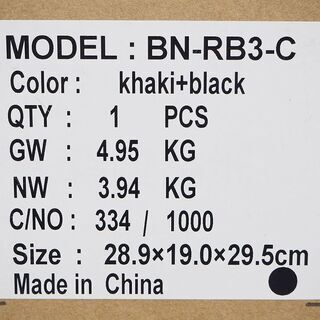 MODEL : BN-RB3-C
Color : khaki+black
QTY : 1 PCS
GW : 4.95 KG
NW : 3.94 KG
C/NO : 334 / 1000
Size : 28.9×19.0×29.5cm
Made in China